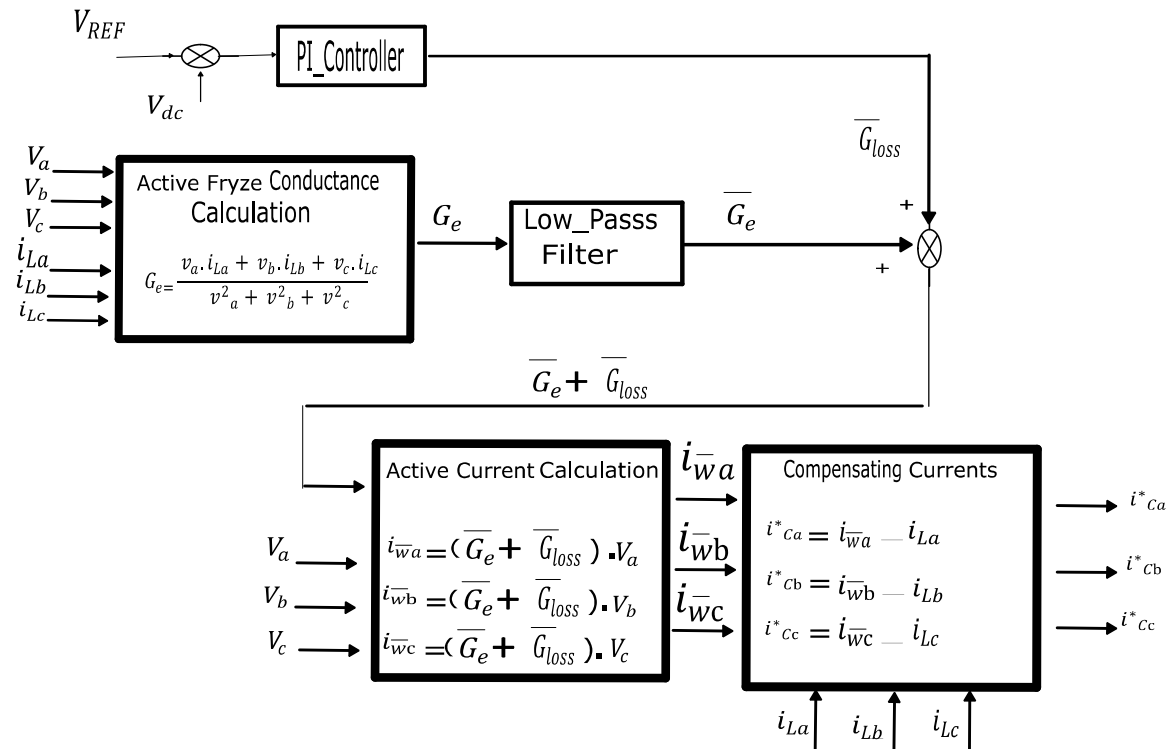 V_REF
PI_Controller
V_dc
G̅_loss
V_a
V_b
V_c
i_La
i_Lb
i_Lc
Active Fryze Conductance
Calculation
G_e= (v_a.i_La + v_b.i_Lb + v_c.i_Lc) / (v²_a + v²_b + v²_c)
G_e
Low_Passs
Filter
G̅_e
+
+
G̅_e + G̅_loss
V_a
V_b
V_c
Active Current Calculation
i_w̅a =(G̅_e + G̅_loss ).V_a
i_w̅b =(G̅_e + G̅_loss ).V_b
i_w̅c =(G̅_e + G̅_loss ).V_c
i_w̅a
i_w̅b
i_w̅c
Compensating Currents
i*_Ca = i_w̅a _ i_La
i*_Cb = i_w̅b _ i_Lb
i*_Cc = i_w̅c _ i_Lc
i*_Ca
i*_Cb
i*_Cc
i_La
i_Lb
i_Lc